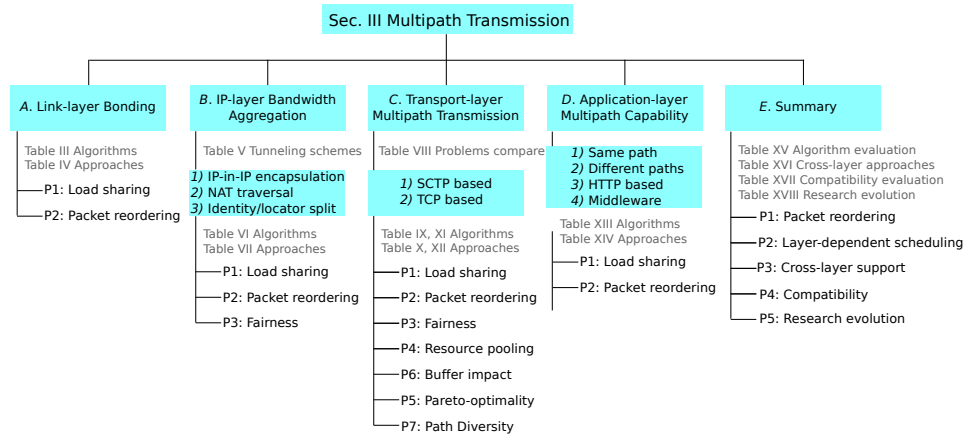 Sec. III Multipath Transmission
A. Link-layer Bonding
Table III Algorithms
Table IV Approaches
P1: Load sharing
P2: Packet reordering
B. IP-layer Bandwidth
Aggregation
Table V Tunneling schemes
1) IP-in-IP encapsulation
2) NAT traversal
3) Identity/locator split
Table VI Algorithms
Table VII Approaches
P1: Load sharing
P2: Packet reordering
P3: Fairness
C. Transport-layer
Multipath Transmission
Table VIII Problems compare
1) SCTP based
2) TCP based
Table IX, XI Algorithms
Table X, XII Approaches
P1: Load sharing
P2: Packet reordering
P3: Fairness
P4: Resource pooling
P6: Buffer impact
P5: Pareto-optimality
P7: Path Diversity
D. Application-layer
Multipath Capability
1) Same path
2) Different paths
3) HTTP based
4) Middleware
Table XIII Algorithms
Table XIV Approaches
P1: Load sharing
P2: Packet reordering
E. Summary
Table XV Algorithm evaluation
Table XVI Cross-layer approaches
Table XVII Compatibility evaluation
Table XVIII Research evolution
P1: Packet reordering
P2: Layer-dependent scheduling
P3: Cross-layer support
P4: Compatibility
P5: Research evolution